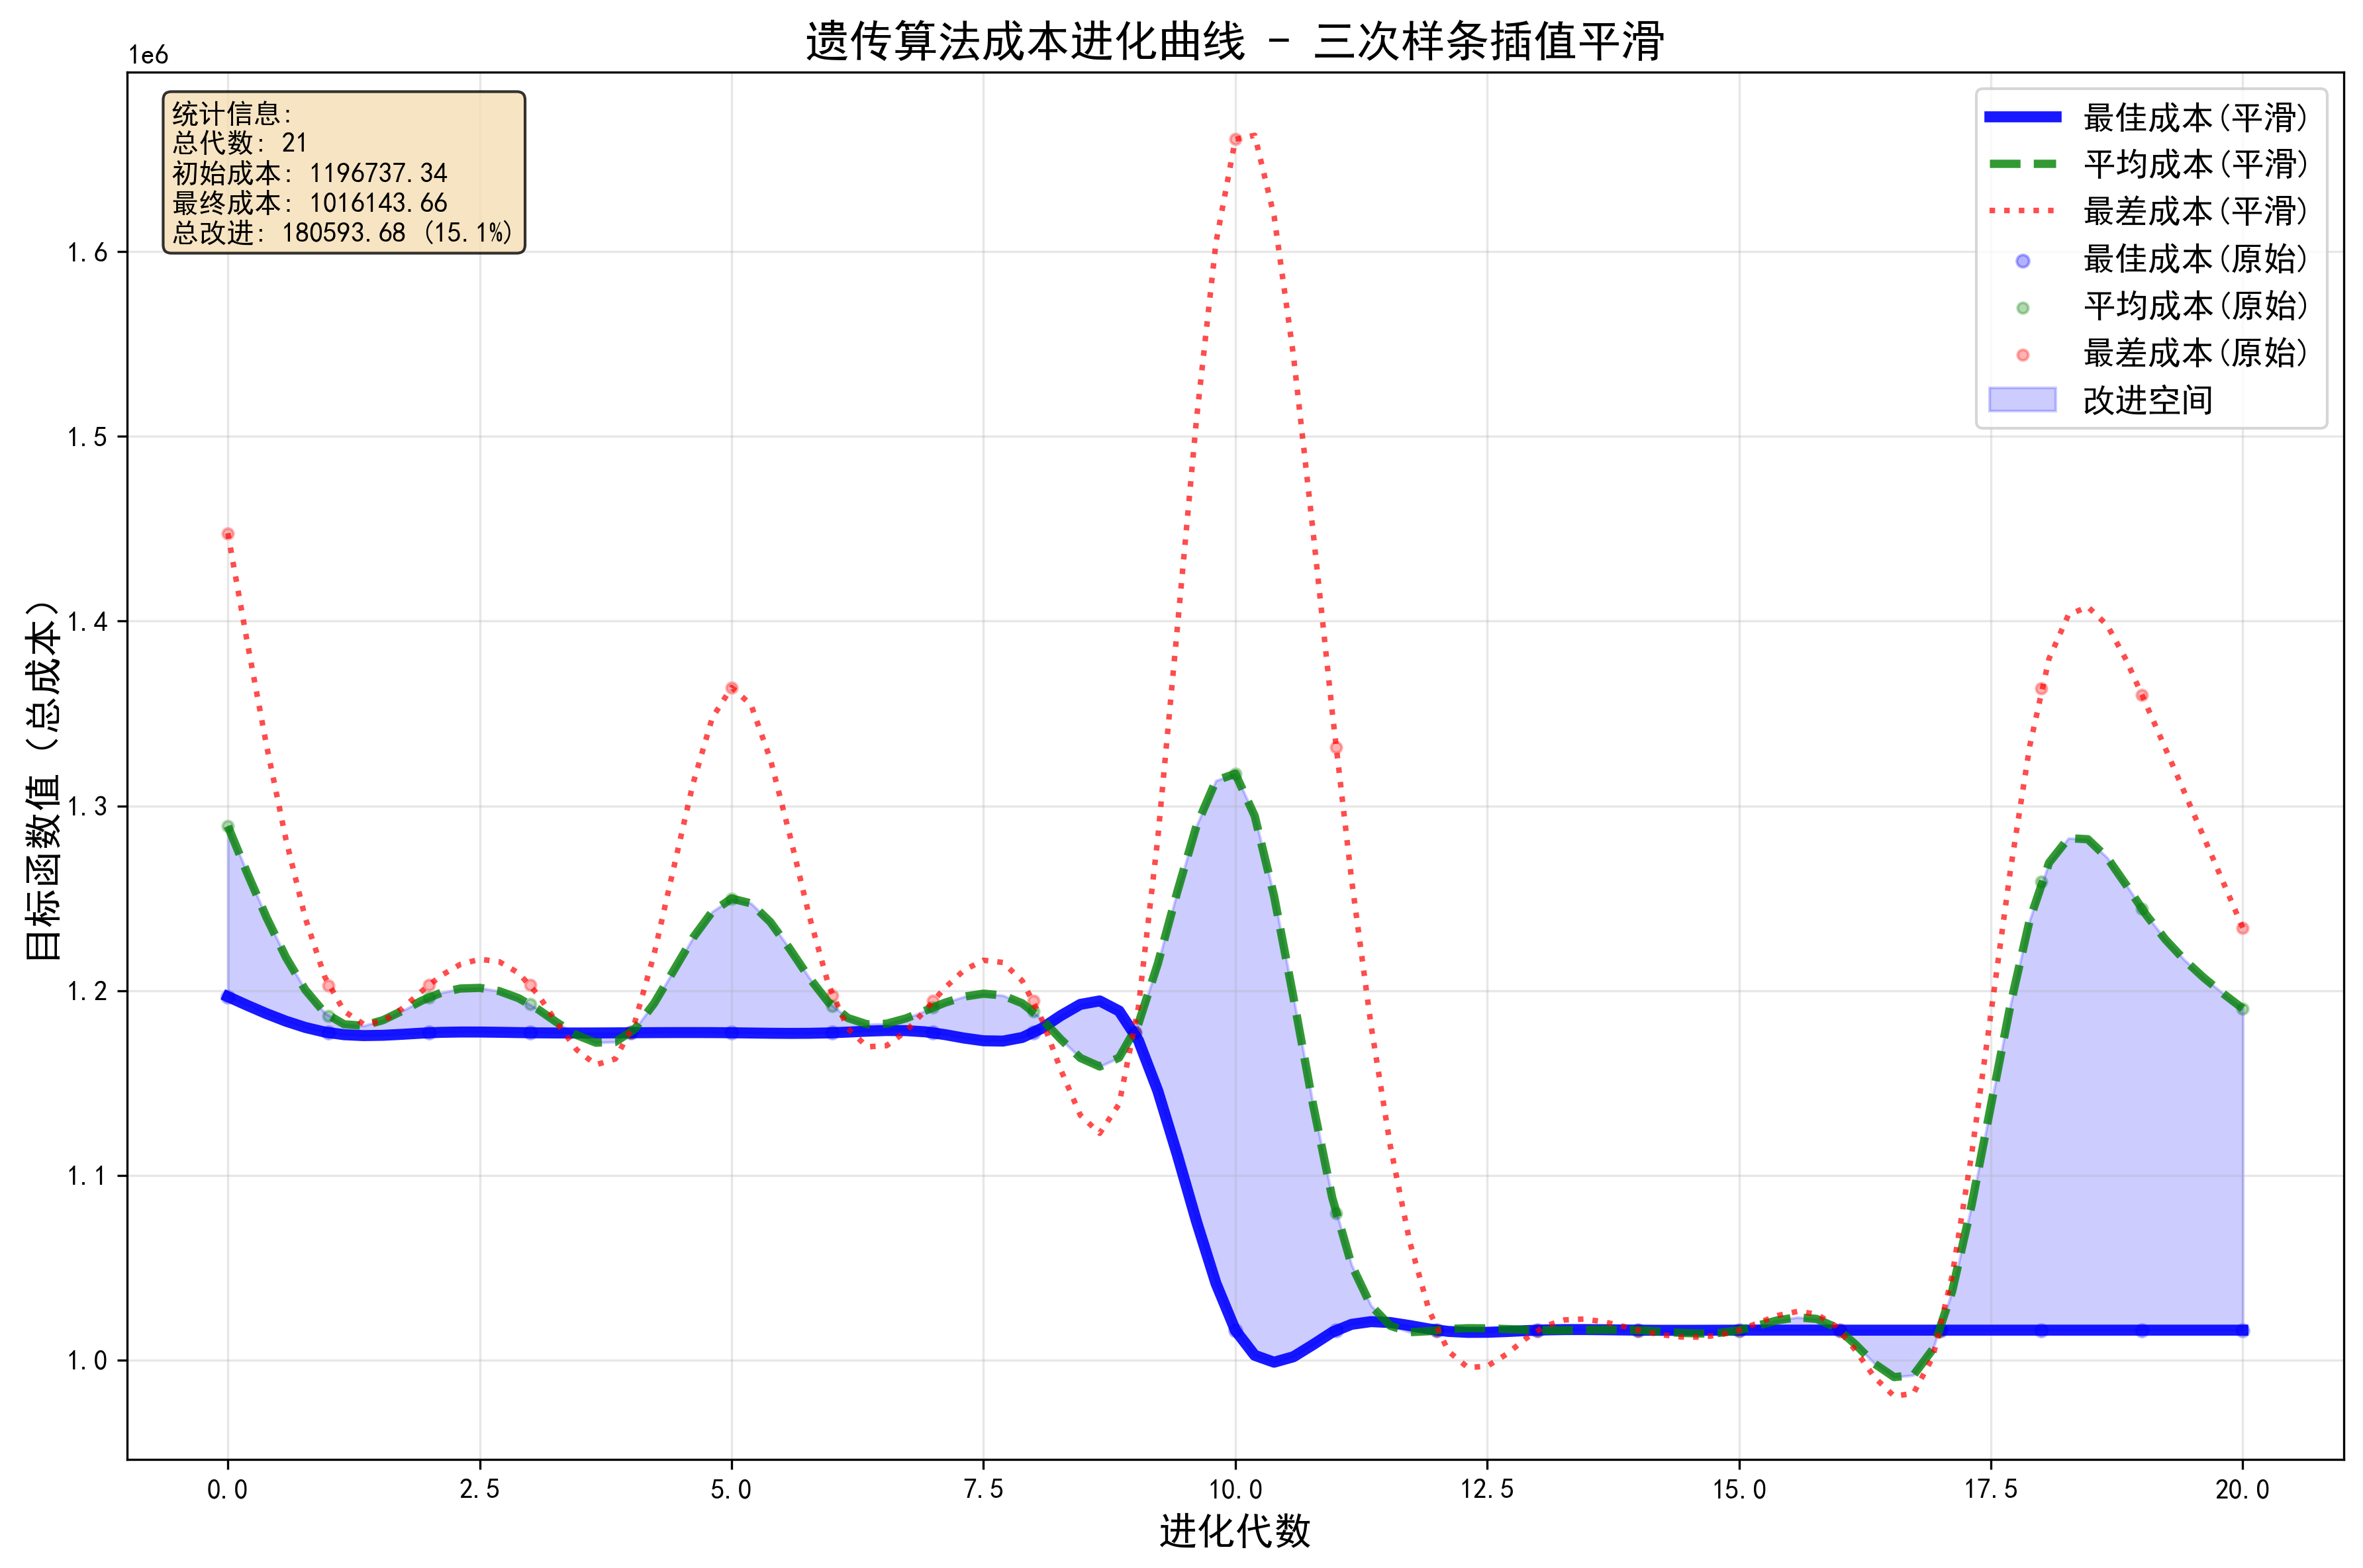 遗传算法成本进化曲线 - 三次样条插值平滑
1e6
统计信息:
总代数: 21
初始成本: 1196737.34
最终成本: 1016143.66
总改进: 180593.68 (15.1%)
最佳成本(平滑)
平均成本(平滑)
最差成本(平滑)
最佳成本(原始)
平均成本(原始)
最差成本(原始)
改进空间
目标函数值（总成本）
1.6
1.5
1.4
1.3
1.2
1.1
1.0
0.0 2.5 5.0 7.5 10.0 12.5 15.0 17.5 20.0
进化代数